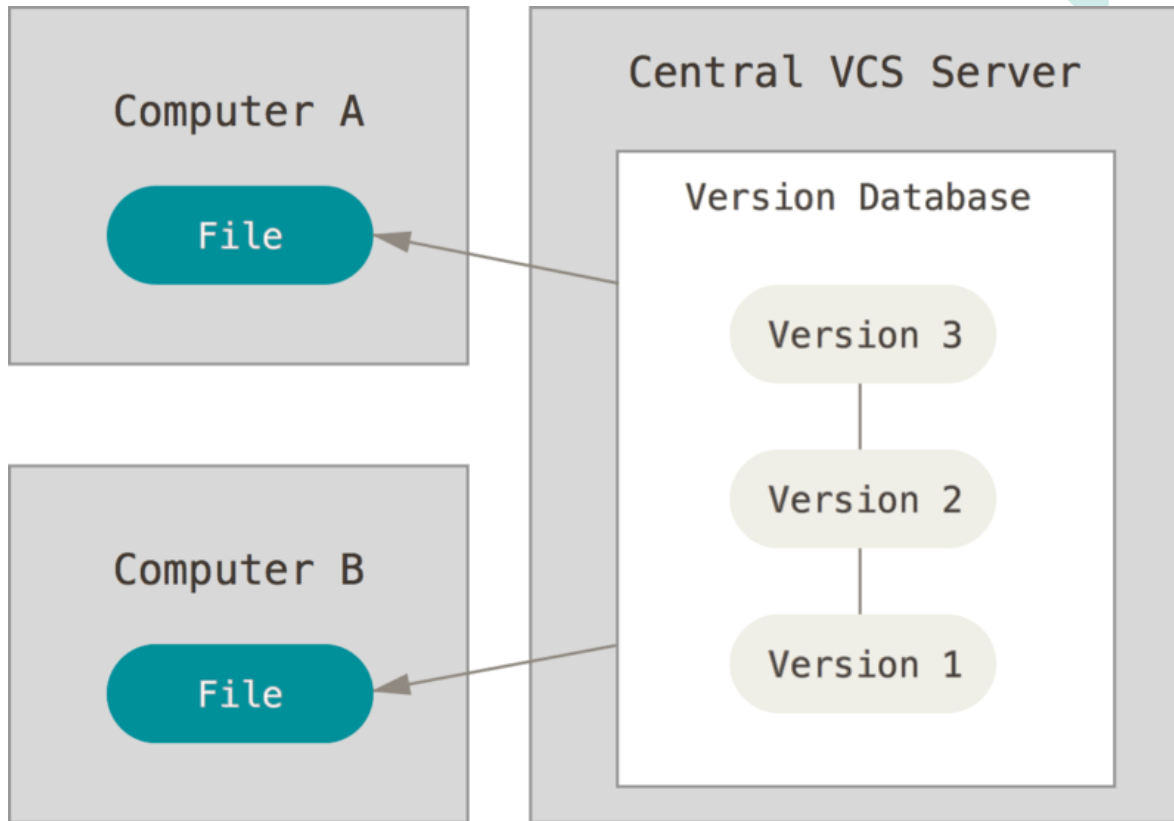 Computer A
File
Computer B
File
Central VCS Server
Version Database
Version 3
Version 2
Version 1